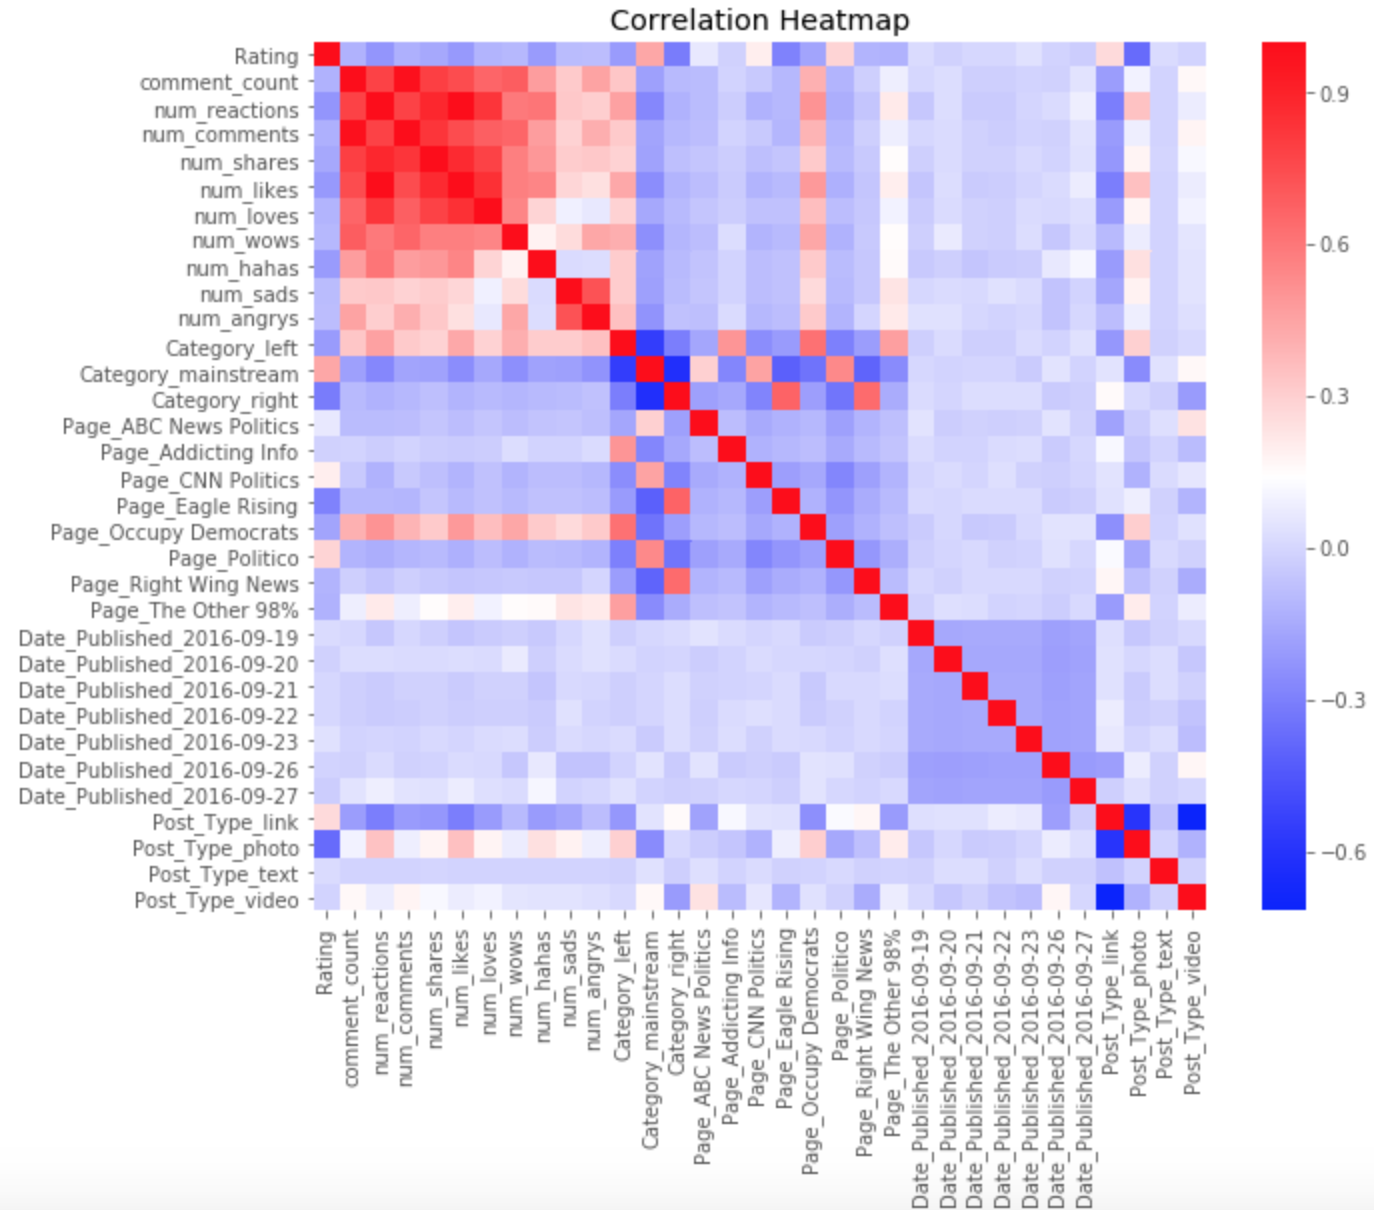 Correlation Heatmap
Rating
comment_count
num_reactions
num_comments
num_shares
num_likes
num_loves
num_wows
num_hahas
num_sads
num_angrys
Category_left
Category_mainstream
Category_right
Page_ABC News Politics
Page_Addicting Info
Page_CNN Politics
Page_Eagle Rising
Page_Occupy Democrats
Page_Politico
Page_Right Wing News
Page_The Other 98%
Date_Published_2016-09-19
Date_Published_2016-09-20
Date_Published_2016-09-21
Date_Published_2016-09-22
Date_Published_2016-09-23
Date_Published_2016-09-26
Date_Published_2016-09-27
Post_Type_link
Post_Type_photo
Post_Type_text
Post_Type_video
Rating
comment_count
num_reactions
num_comments
num_shares
num_likes
num_loves
num_wows
num_hahas
num_sads
num_angrys
Category_left
Category_mainstream
Category_right
Page_ABC News Politics
Page_Addicting Info
Page_CNN Politics
Page_Eagle Rising
Page_Occupy Democrats
Page_Politico
Page_Right Wing News
Page_The Other 98%
Date_Published_2016-09-19
Date_Published_2016-09-20
Date_Published_2016-09-21
Date_Published_2016-09-22
Date_Published_2016-09-23
Date_Published_2016-09-26
Date_Published_2016-09-27
Post_Type_link
Post_Type_photo
Post_Type_text
Post_Type_video
0.9
0.6
0.3
0.0
−0.3
−0.6